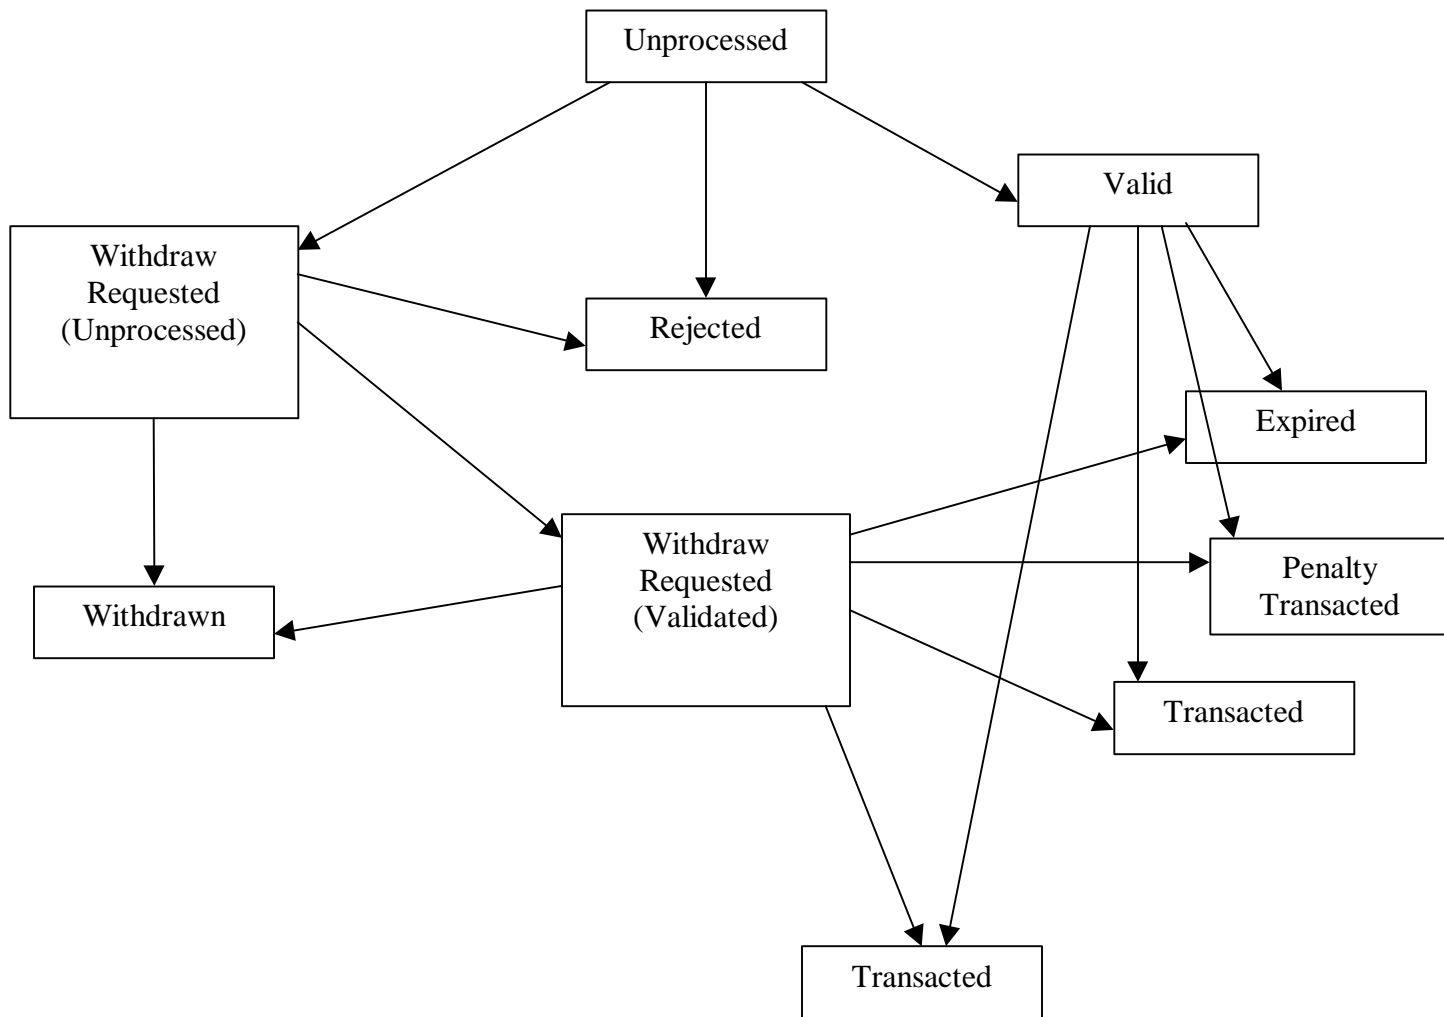 Unprocessed
Valid
Withdraw
Requested
(Unprocessed)
Rejected
Expired
Withdraw
Requested
(Validated)
Penalty
Transacted
Withdrawn
Transacted
Transacted